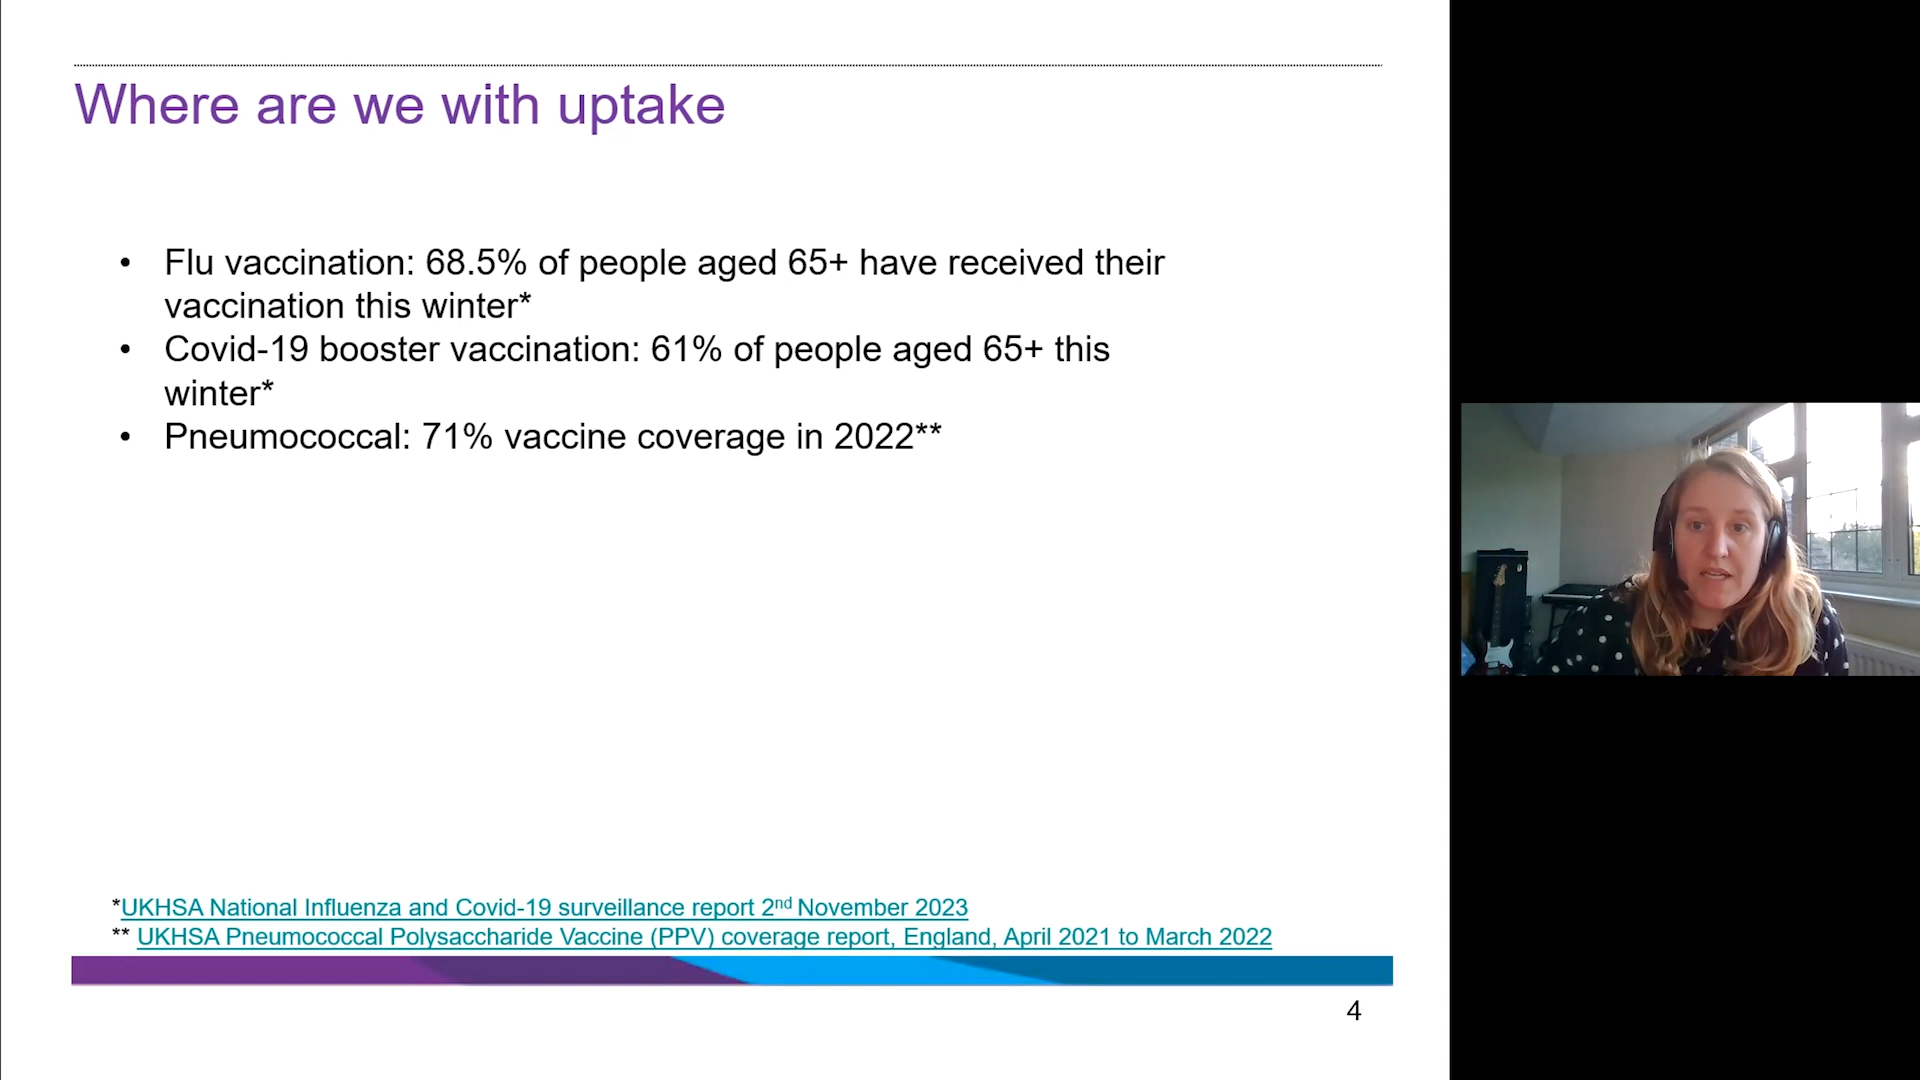 Where are we with uptake
• Flu vaccination: 68.5% of people aged 65+ have received their
vaccination this winter*
• Covid-19 booster vaccination: 61% of people aged 65+ this
winter*
• Pneumococcal: 71% vaccine coverage in 2022**
*UKHSA National Influenza and Covid-19 surveillance report 2nd November 2023
** UKHSA Pneumococcal Polysaccharide Vaccine (PPV) coverage report, England, April 2021 to March 2022
4